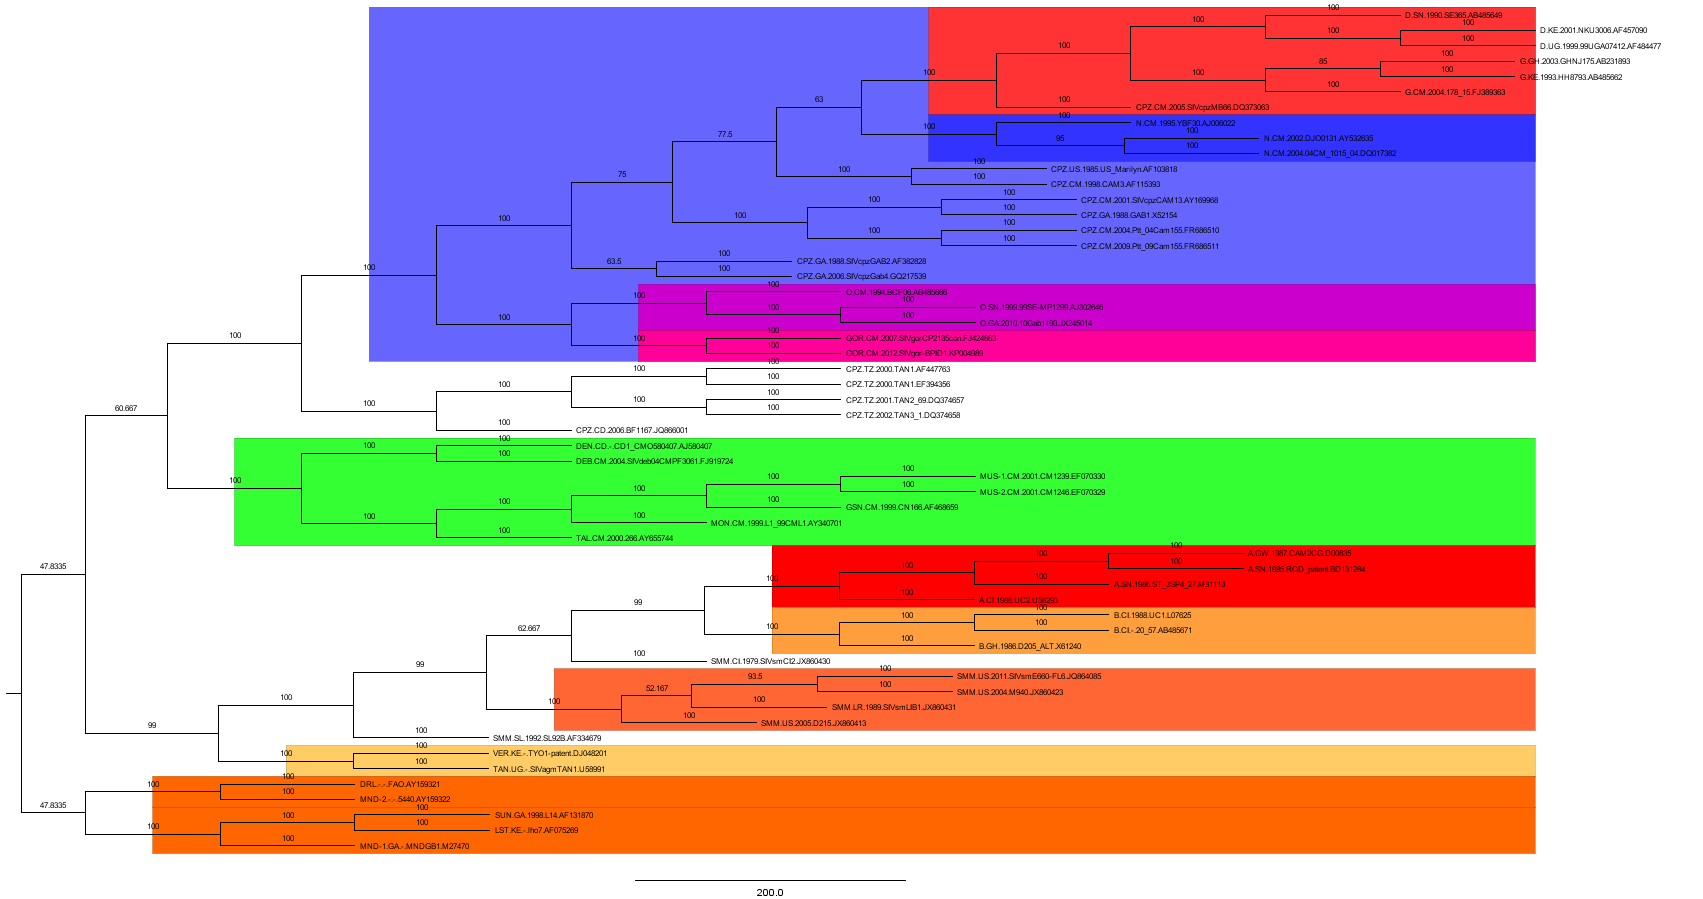 100
D.SN.1990.SE365.AB485649
100
100
D.KE.2001.NKU3006.AF457090
100
100
D.UG.1999.99UGA07412.AF484477
100
100
G.GH.2003.GHNJ175.AB231893
85
100
G.KE.1993.HH8793.AB485662
100
100
100
G.CM.2004.178_15.FJ389363
63
100
CPZ.CM.2005.SIVcpzMB66.DQ373063
100
N.CM.1995.YBF30.AJ006022
100
77.5
95
100
N.CM.2002.DJO0131.AY532635
100
N.CM.2004.04CM_1015_04.DQ017382
100
CPZ.US.1985.US_Marilyn.AF103818
100
75
100
CPZ.CM.1998.CAM3.AF115393
100
CPZ.CM.2001.SIVcpzCAM13.AY169968
100
100
CPZ.GA.1988.GAB1.X52154
100
100
100
CPZ.CM.2004.Ptt_04Cam155.FR686510
100
100
CPZ.CM.2009.Ptt_09Cam155.FR686511
100
CPZ.GA.1988.SIVcpzGAB2.AF382828
63.5
100
100
CPZ.GA.2006.SIVcpzGab4.GQ217539
100
O.CM.1994.BCF09.AB485666
100
100
O.SN.1999.99SE-MP1299.AJ302646
100
100
100
O.GA.2010.10Gab1190.JX245014
100
100
GOR.CM.2007.SIVgorCP2135con.FJ424863
100
100
GOR.CM.2012.SIVgor-BPID1.KP004989
100
CPZ.TZ.2000.TAN1.AF447763
100
100
CPZ.TZ.2000.TAN1.EF394356
100
CPZ.TZ.2001.TAN2_69.DQ374657
100
100
60.667
100
CPZ.TZ.2002.TAN3_1.DQ374658
100
CPZ.CD.2006.BF1167.JQ866001
100
DEN.CD.-.CD1_CMO580407.AJ580407
100
100
DEB.CM.2004.SIVdeb04CMPF3061.FJ919724
100
MUS-1.CM.2001.CM1239.EF070330
100
100
100
MUS-2.CM.2001.CM1246.EF070329
100
100
GSN.CM.1999.CN166.AF468659
100
100
MON.CM.1999.L1_99CML1.AY340701
100
TAL.CM.2000.266.AY655744
100
A.GW.1987.CAM2CG.D00835
100
47.8335
100
100
A.SN.1985.ROD_patent.BD131264
100
100
A.SN.1986.ST_JSP4_27.M31113
100
A.CI.1988.UC2.U38293
99
100
B.CI.1988.UC1.L07625
100
100
B.CI.-.20_57.AB485671
62.667
100
100
B.GH.1986.D205_ALT.X61240
100
SMM.CI.1979.SIVsmCI2.JX860430
99
100
SMM.US.2011.SIVsmE660-FL6.JQ864085
93.5
52.167
100
SMM.US.2004.M940.JX860423
100
100
100
SMM.LR.1989.SIVsmLIB1.JX860431
100
SMM.US.2005.D215.JX860413
99
100
SMM.SL.1992.SL92B.AF334679
100
VER.KE.-.TYO1-patent.DJ048201
100
100
TAN.UG.-.SIVagmTAN1.U58991
100
DRL.-.-.FAO.AY159321
100
100
MND-2.-.-.5440.AY159322
47.8335
100
SUN.GA.1998.L14.AF131870
100
100
LST.KE.-.lho7.AF075269
100
100
MND-1.GA.-.MNDGB1.M27470
200.0